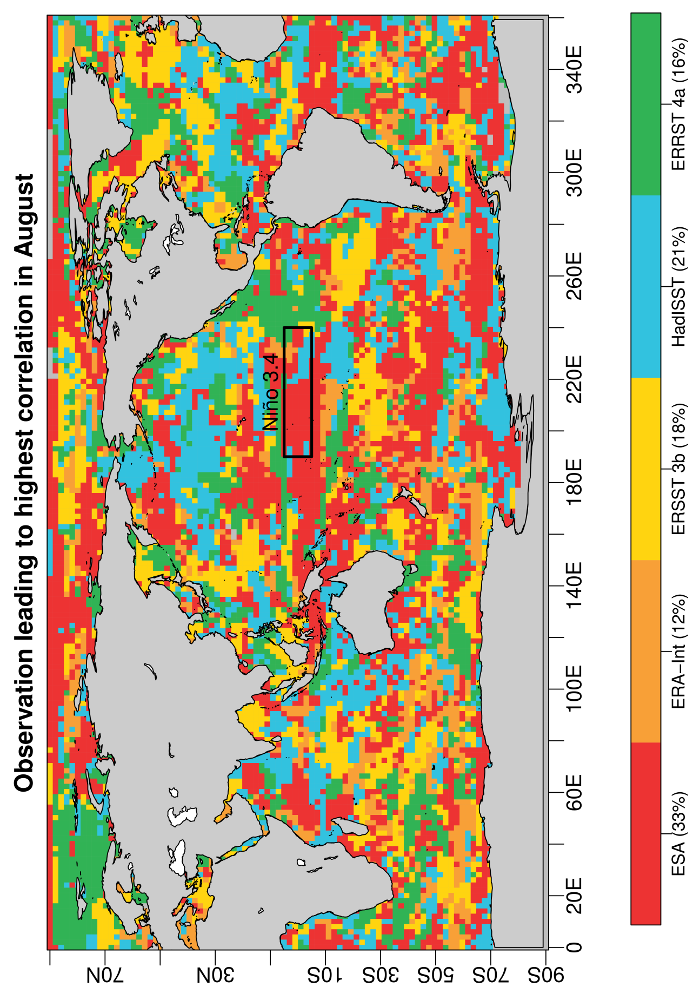 Observation leading to highest correlation in August
70N
30N
10S
30S
50S
70S
90S
Niño 3.4
0
20E
60E
100E
140E
180E
220E
260E
300E
340E
ESA (33%)
ERA–Int (12%)
ERSST 3b (18%)
HadISST (21%)
ERRST 4a (16%)